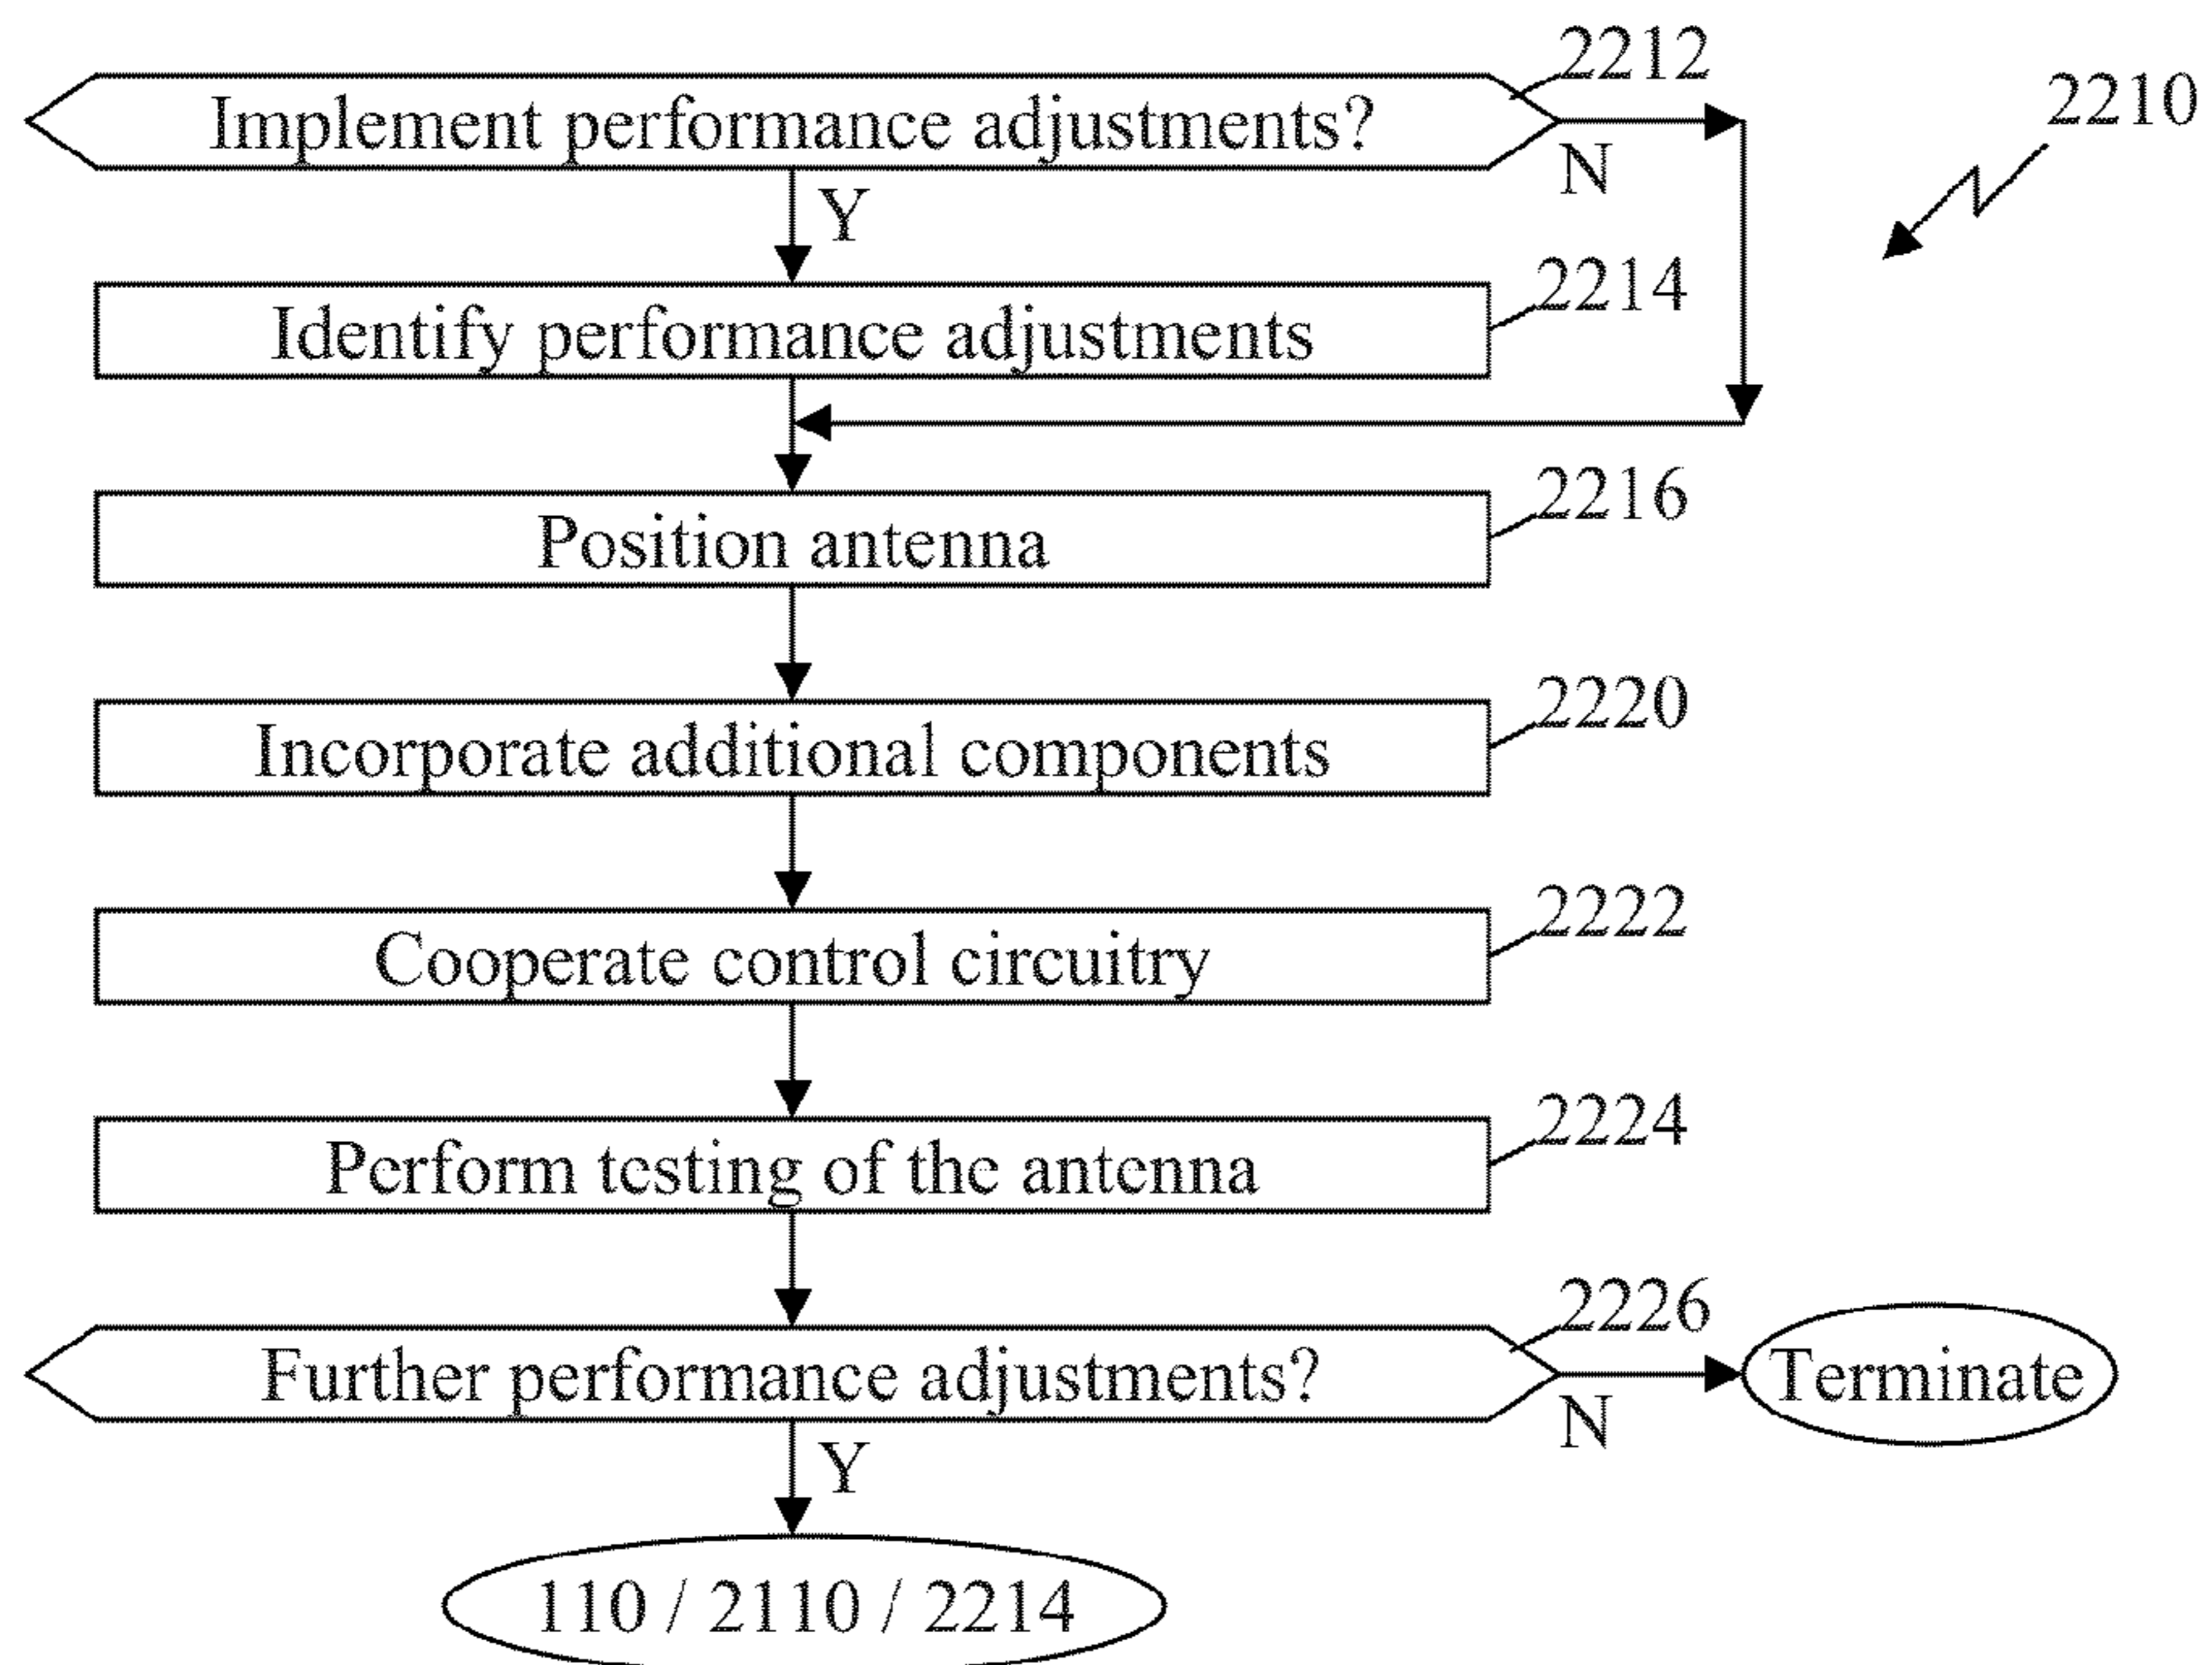 2212
2210
Implement performance adjustments?
N
Y
2214
Identify performance adjustments
2216
Position antenna
2220
Incorporate additional components
2222
Cooperate control circuitry
2224
Perform testing of the antenna
2226
Further performance adjustments?
Terminate
N
Y
110 / 2110 / 2214